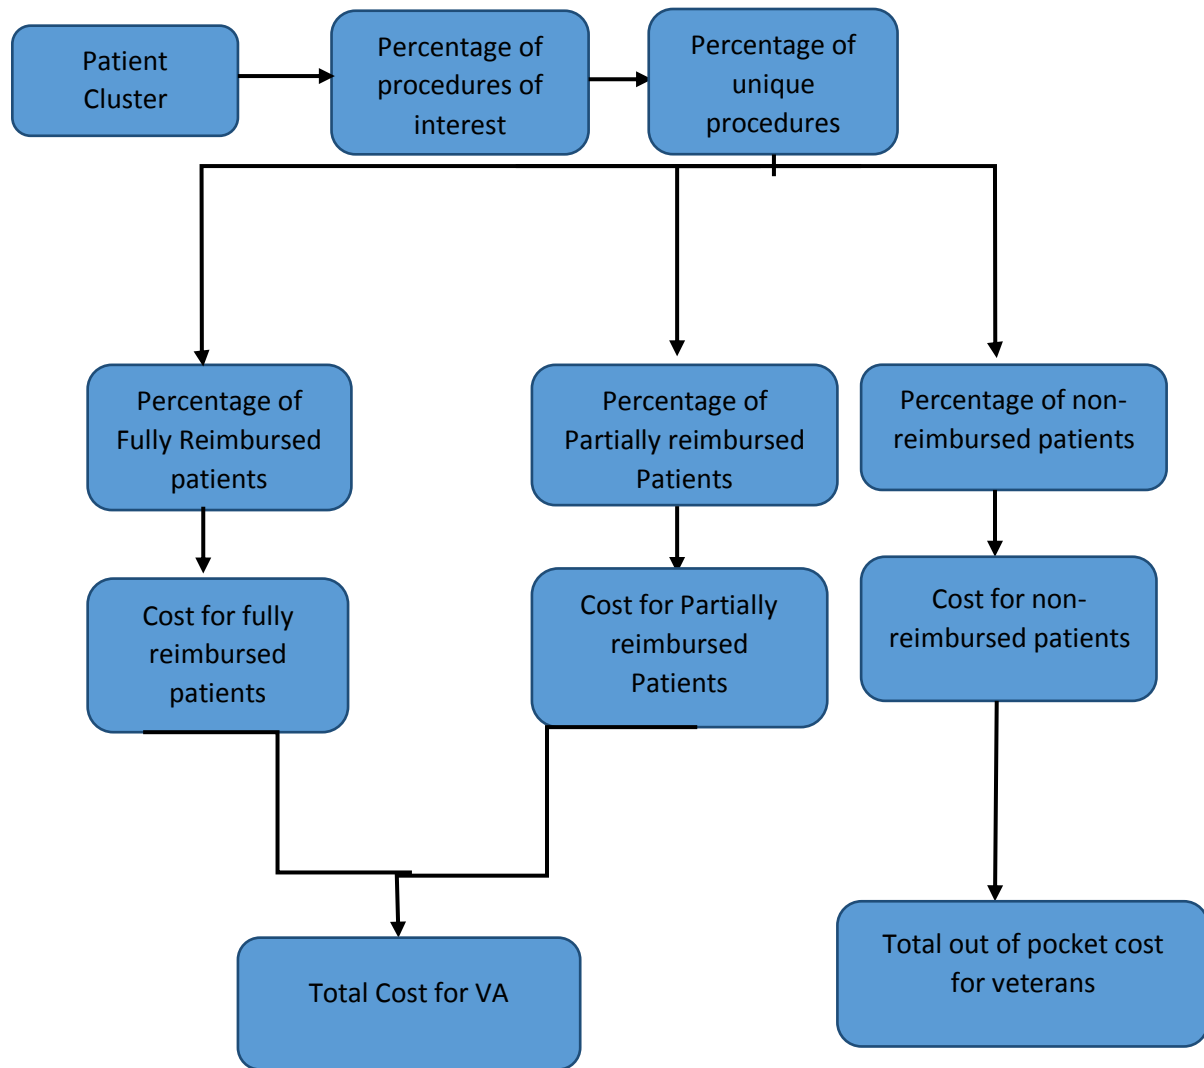 Patient
Cluster
Percentage of
procedures of
interest
Percentage of
unique
procedures
Percentage of
Fully Reimbursed
patients
Percentage of
Partially reimbursed
Patients
Percentage of non-
reimbursed patients
Cost for fully
reimbursed
patients
Cost for Partially
reimbursed
Patients
Cost for non-
reimbursed patients
Total Cost for VA
Total out of pocket cost
for veterans